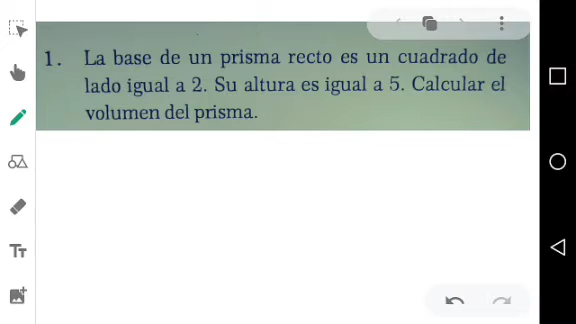 1. La base de un prisma recto es un cuadrado de
lado igual a 2. Su altura es igual a 5. Calcular el
volumen del prisma.
Tт